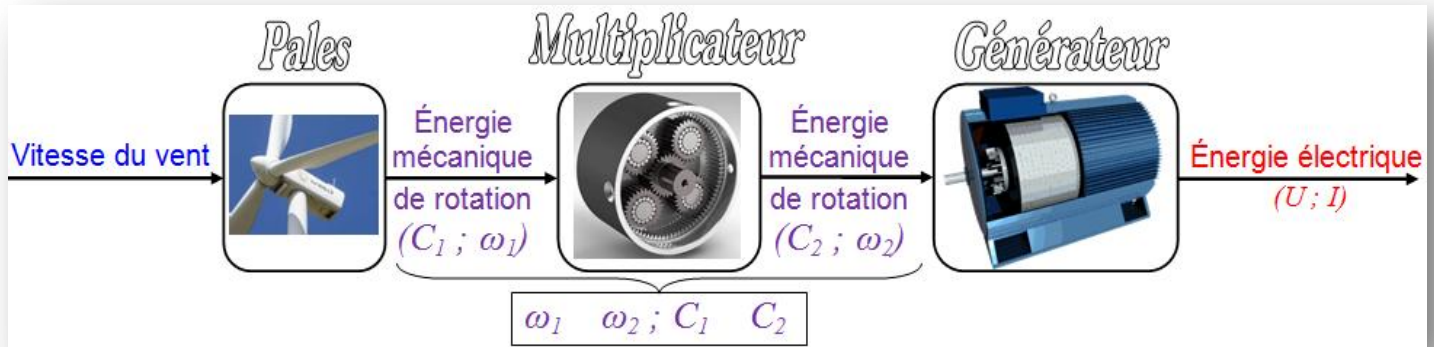 Pales
Multiplicateur
Générateur
Vitesse du vent
Énergie
mécanique
de rotation
(C₁ ; ω₁)
Énergie
mécanique
de rotation
(C₂ ; ω₂)
Énergie électrique
(U ; I)
ω₁ ω₂ ; C₁ C₂